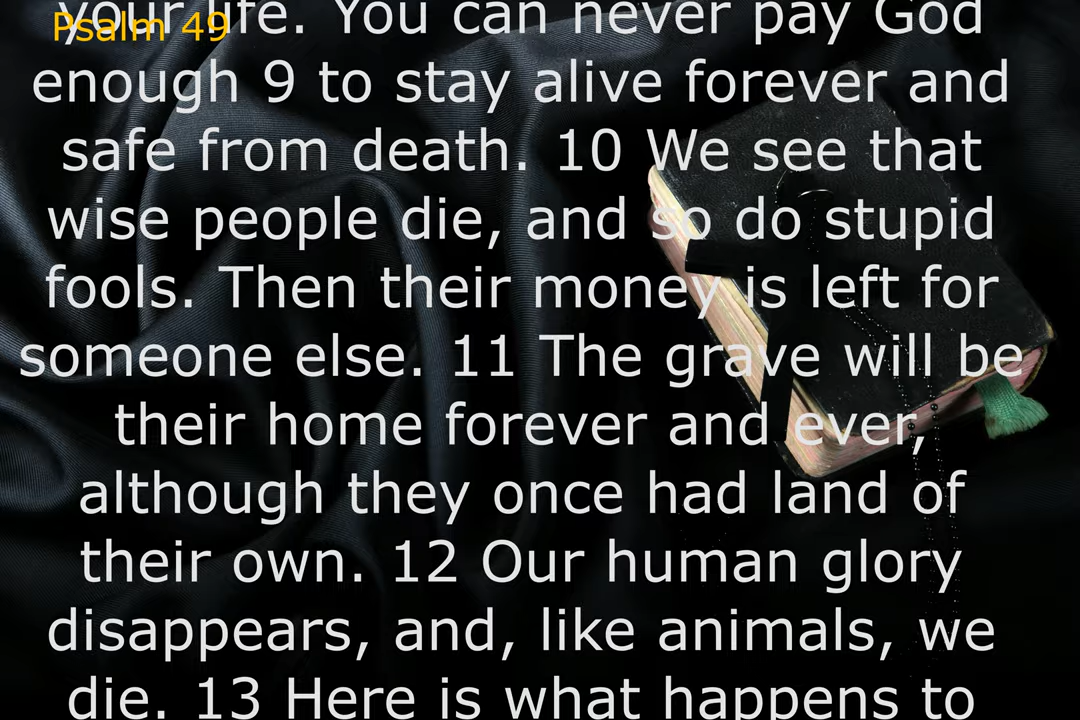 your life. You can never pay God
Psalm 49
enough 9 to stay alive forever and
safe from death. 10 We see that
wise people die, and so do stupid
fools. Then their money is left for
someone else. 11 The grave will be
their home forever and ever,
although they once had land of
their own. 12 Our human glory
disappears, and, like animals, we
die. 13 Here is what happens to